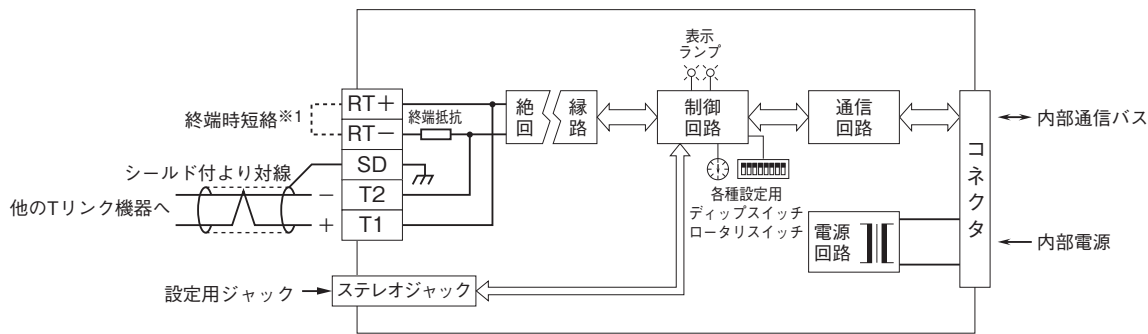 表示
ランプ
RT＋
RT－
SD
T2
T1
終端時短絡※1
終端抵抗
絶 縁
回 路
制御
回路
通信
回路
コネクタ
内部通信バス
シールド付より対線
他のTリンク機器へ
－
＋
各種設定用
ディップスイッチ
ロータリスイッチ
電源
回路
内部電源
設定用ジャック
ステレオジャック